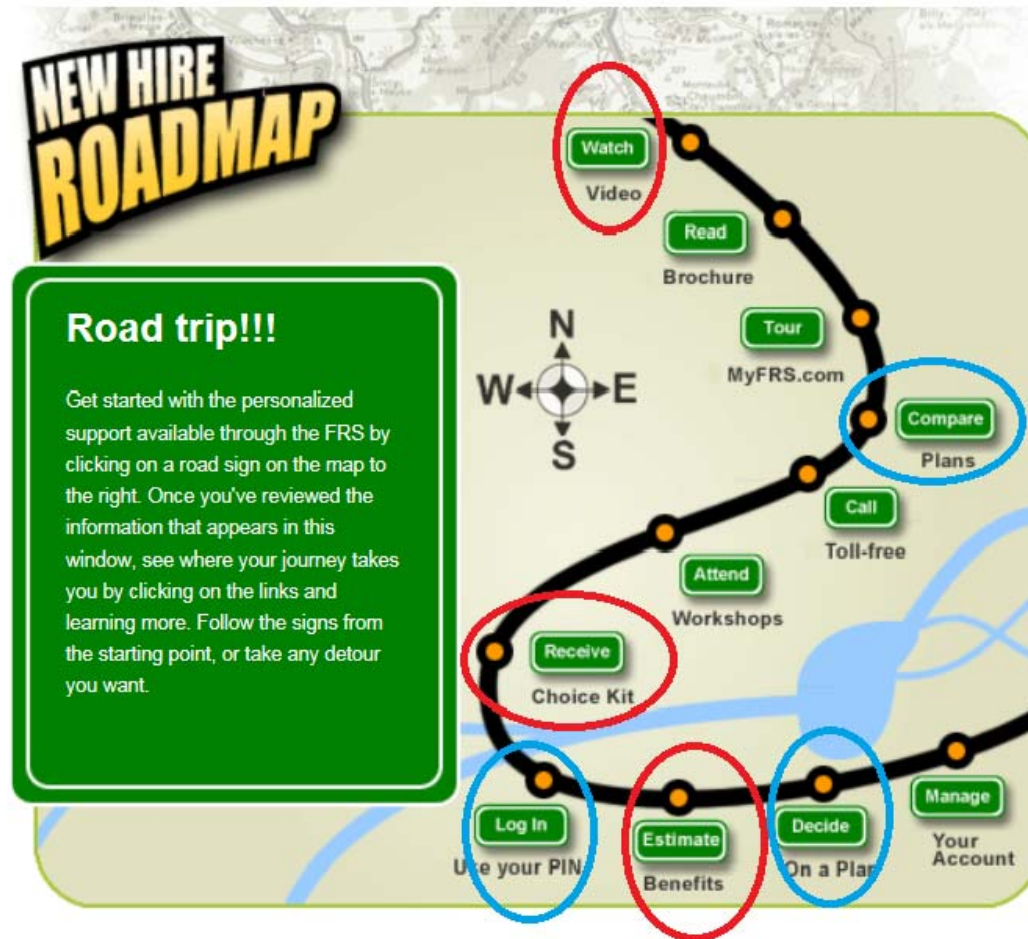 NEW HIRE
ROADMAP
Road trip!!!
Get started with the personalized
support available through the FRS by
clicking on a road sign on the map to
the right. Once you've reviewed the
information that appears in this
window, see where your journey takes
you by clicking on the links and
learning more. Follow the signs from
the starting point, or take any detour
you want.
Watch
Video
Read
Brochure
Tour
MyFRS.com
N
W E
S
Compare
Plans
Call
Toll-free
Attend
Workshops
Receive
Choice Kit
Log In
Use your PIN
Estimate
Benefits
Decide
On a Plan
Manage
Your
Account